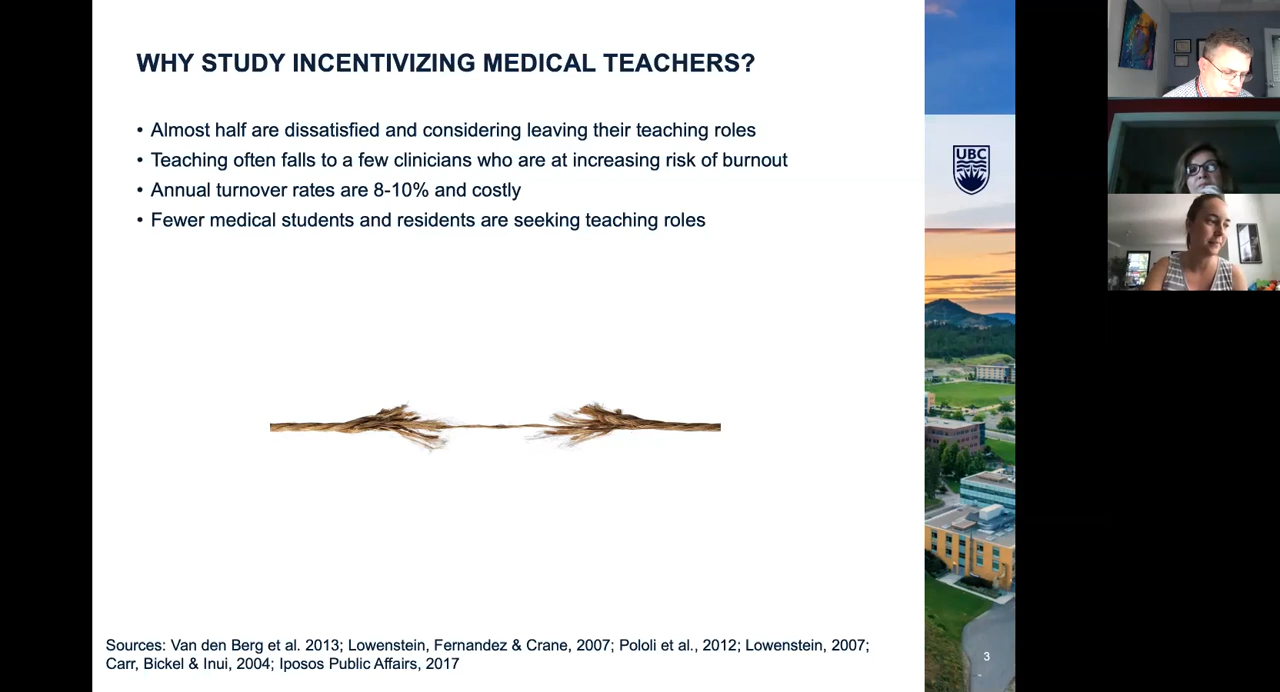 WHY STUDY INCENTIVIZING MEDICAL TEACHERS?
• Almost half are dissatisfied and considering leaving their teaching roles
• Teaching often falls to a few clinicians who are at increasing risk of burnout
• Annual turnover rates are 8-10% and costly
• Fewer medical students and residents are seeking teaching roles
UBC
Sources: Van den Berg et al. 2013; Lowenstein, Fernandez & Crane, 2007; Pololi et al., 2012; Lowenstein, 2007;
Carr, Bickel & Inui, 2004; Iposos Public Affairs, 2017
3